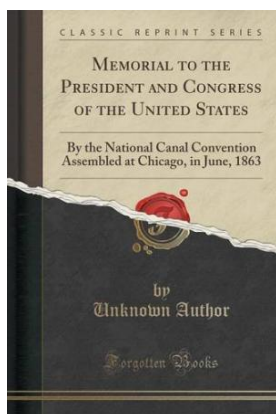 CLASSIC REPRINT SERIES
MEMORIAL TO THE
PRESIDENT AND CONGRESS
OF THE UNITED STATES
By the National Canal Convention
Assembled at Chicago, in June, 1863
by
Unknown Author
Forgotten Books